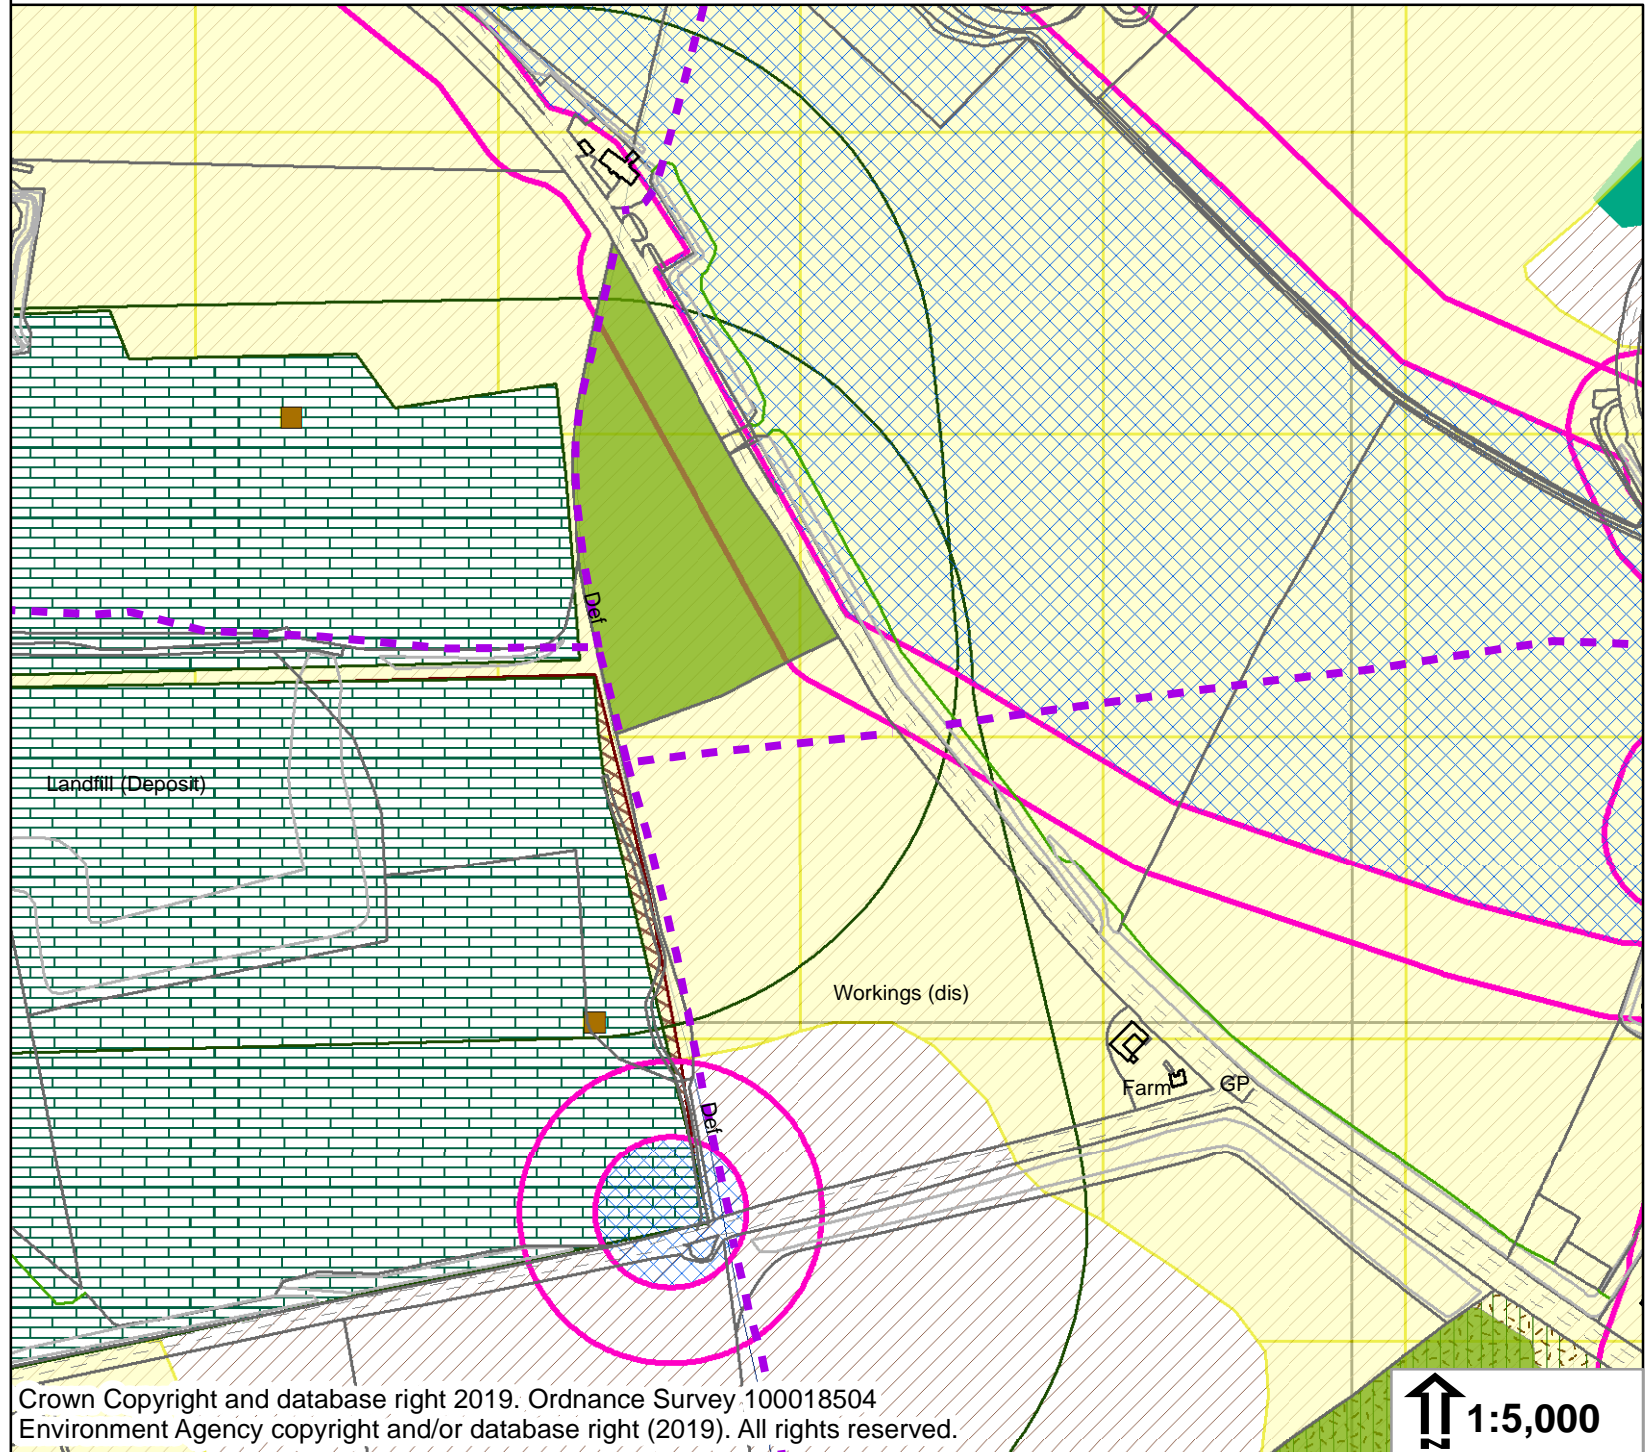 Def
Landfill (Deposit)
Workings (dis)
Farm
GP
Def
Crown Copyright and database right 2019. Ordnance Survey 100018504
Environment Agency copyright and/or database right (2019). All rights reserved.
1:5,000
N